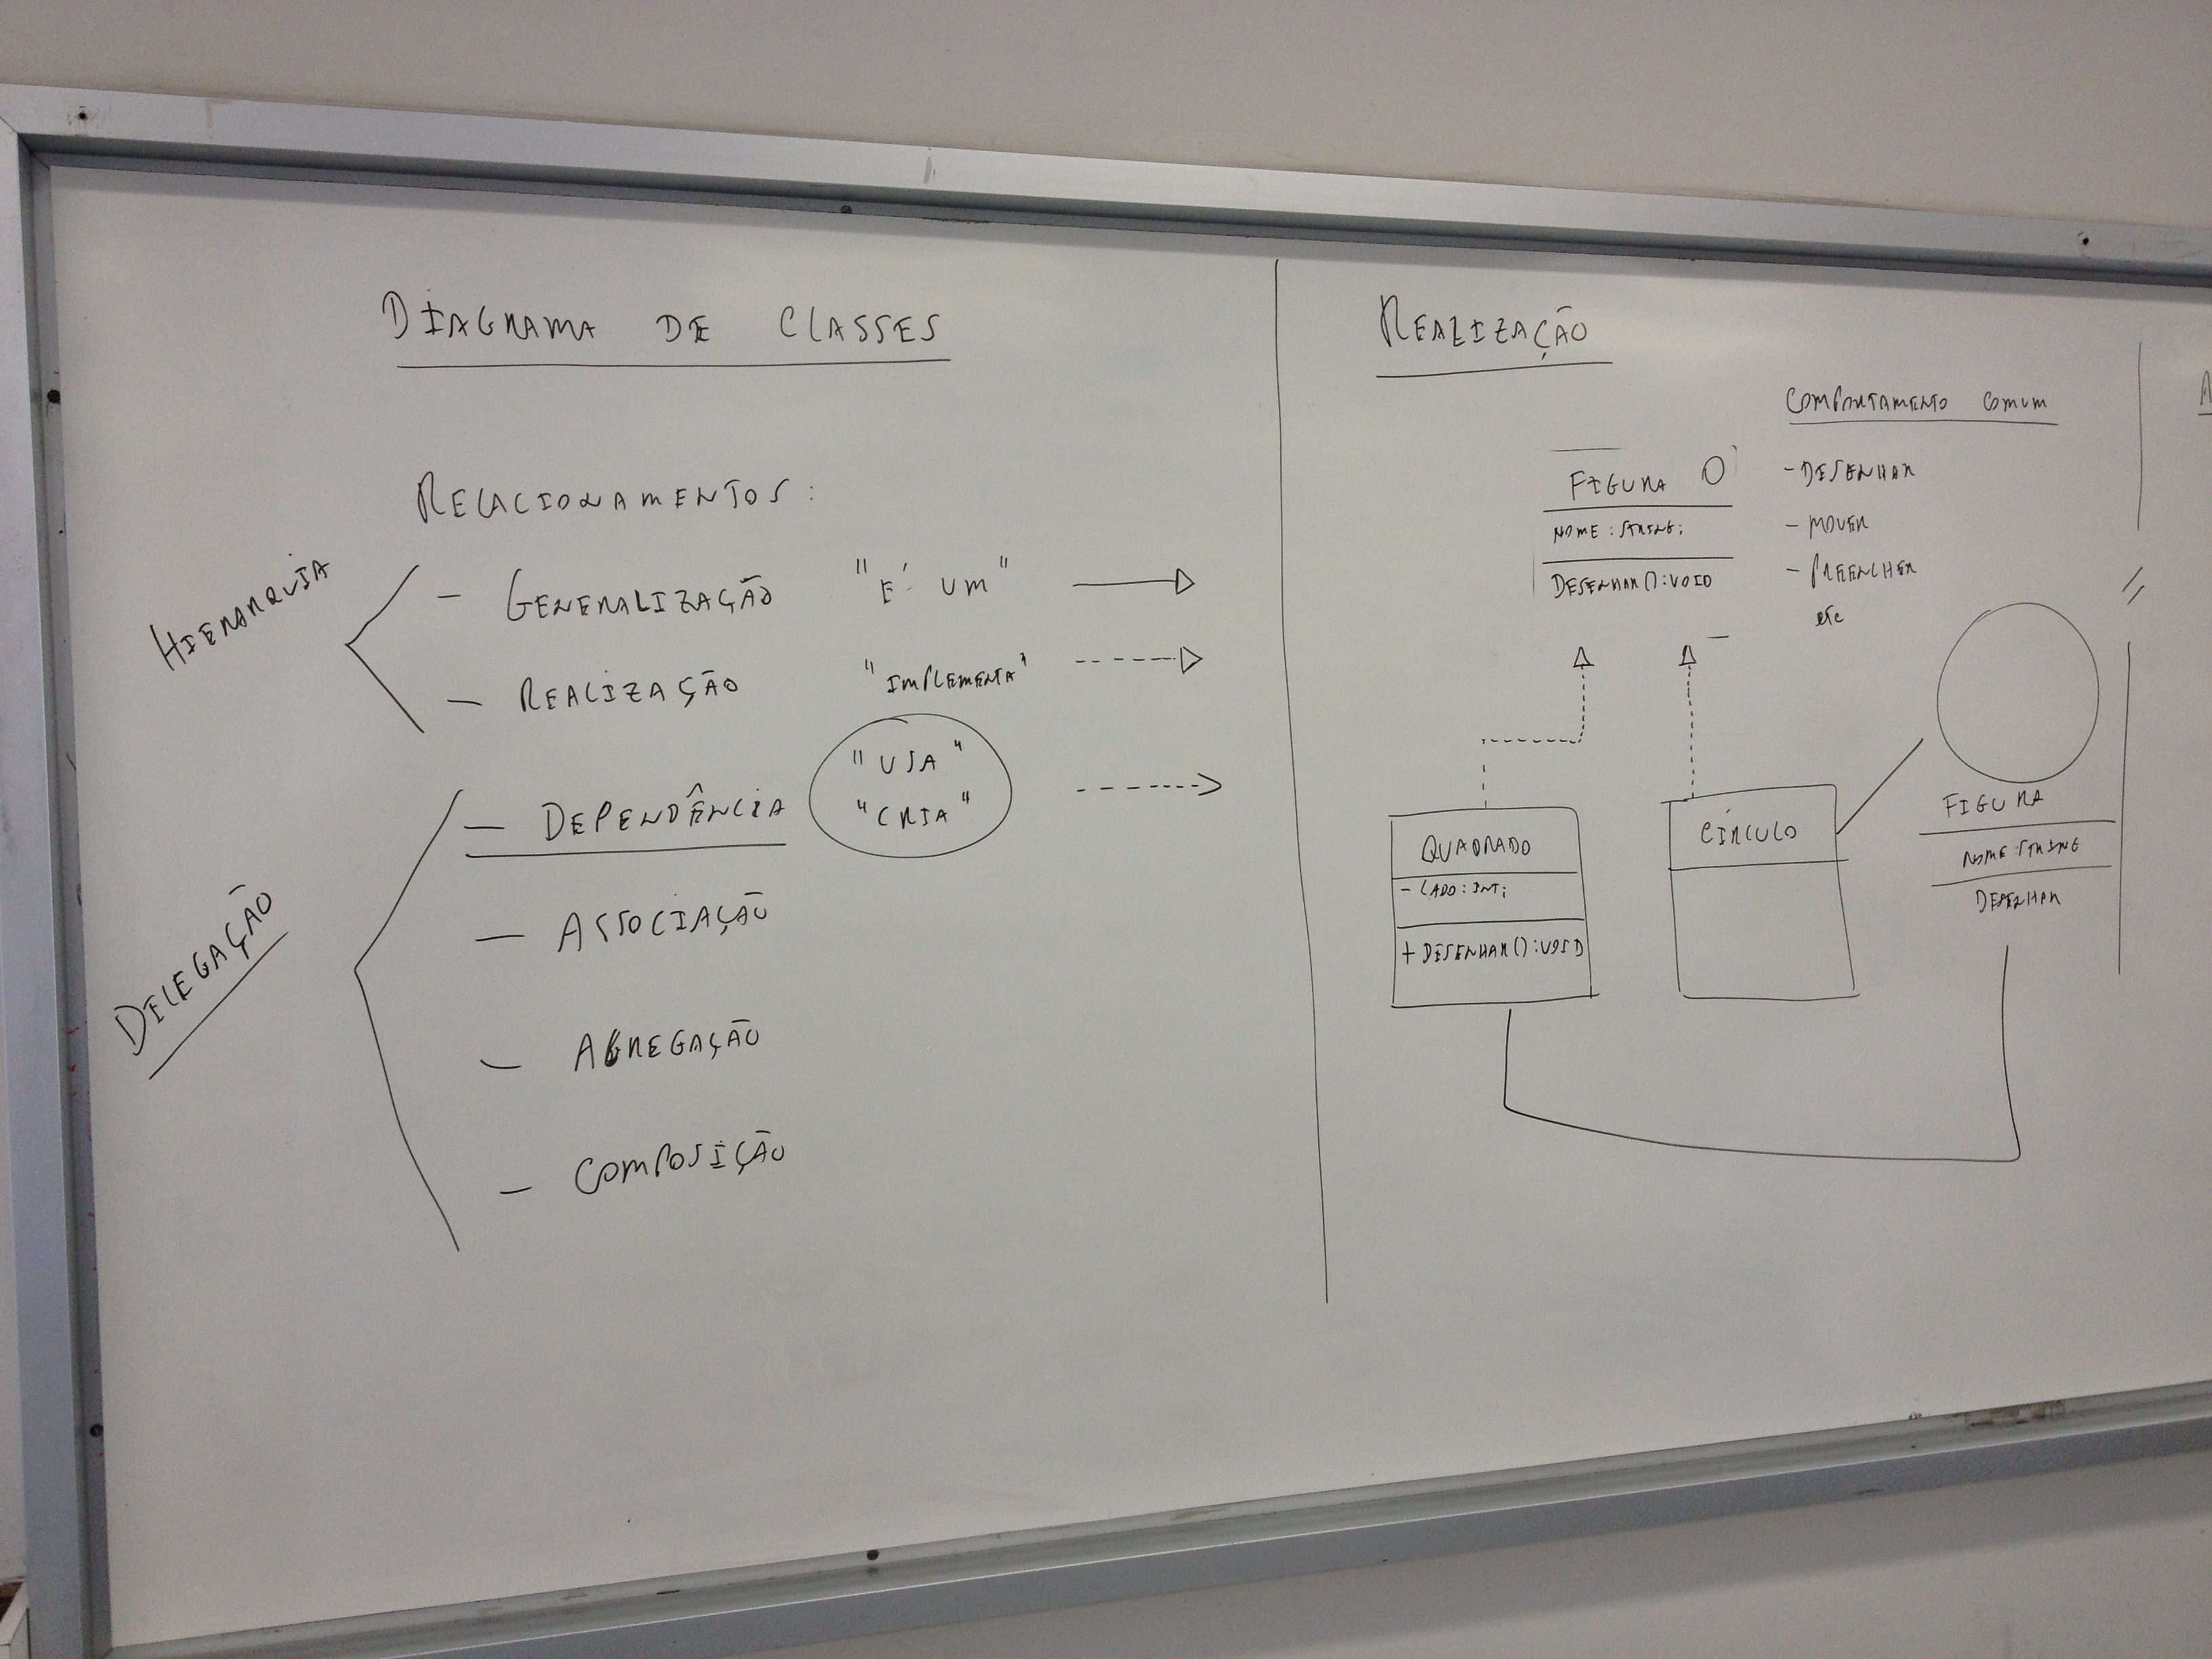 DIAGRAMA DE CLASSES
RELACIONAMENTOS:
HIERARQUIA
- GENERALIZAÇÃO "É UM"
- REALIZAÇÃO "IMPLEMENTA"
DELEGAÇÃO
- DEPENDÊNCIA "USA"
"CRIA"
- ASSOCIAÇÃO
- AGREGAÇÃO
- COMPOSIÇÃO
REALIZAÇÃO
COMPORTAMENTO COMUM
- DESENHAR
- MOVER
- PREENCHER
etc
FIGURA O
NOME : STRING;
DESENHAR() : VOID
QUADRADO
- LADO : INT;
+ DESENHAR() : VOID
CÍRCULO
FIGURA
NOME : STRING
DESENHAR
//
A